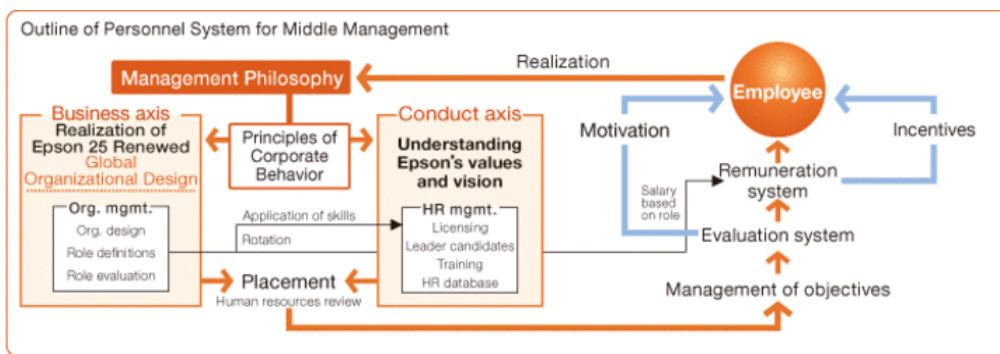 Outline of Personnel System for Middle Management
Management Philosophy
Realization
Employee
Business axis
Realization of
Epson 25 Renewed
Global
Organizational Design
Principles of
Corporate
Behavior
Conduct axis
Understanding
Epson's values
and vision
Motivation
Incentives
Remuneration
system
Salary
based
on role
Org. mgmt.
Org. design
Role definitions
Role evaluation
Application of skills
Rotation
HR mgmt.
Licensing
Leader candidates
Training
HR database
Evaluation system
Placement
Human resources review
Management of objectives